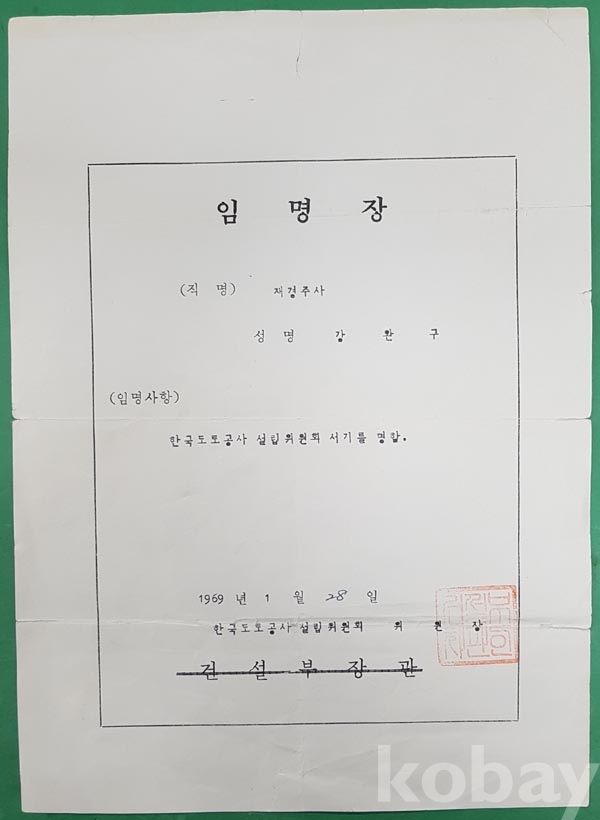 임 명 장
(직 명) 재경주사
성 명 강 완 구
(임명사항)
한국도로공사 설립위원회 서기를 명함.
1969 년 1 월 28 일
한국도로공사 설립위원회 위 원 장
건 설 부 장 관
kobay